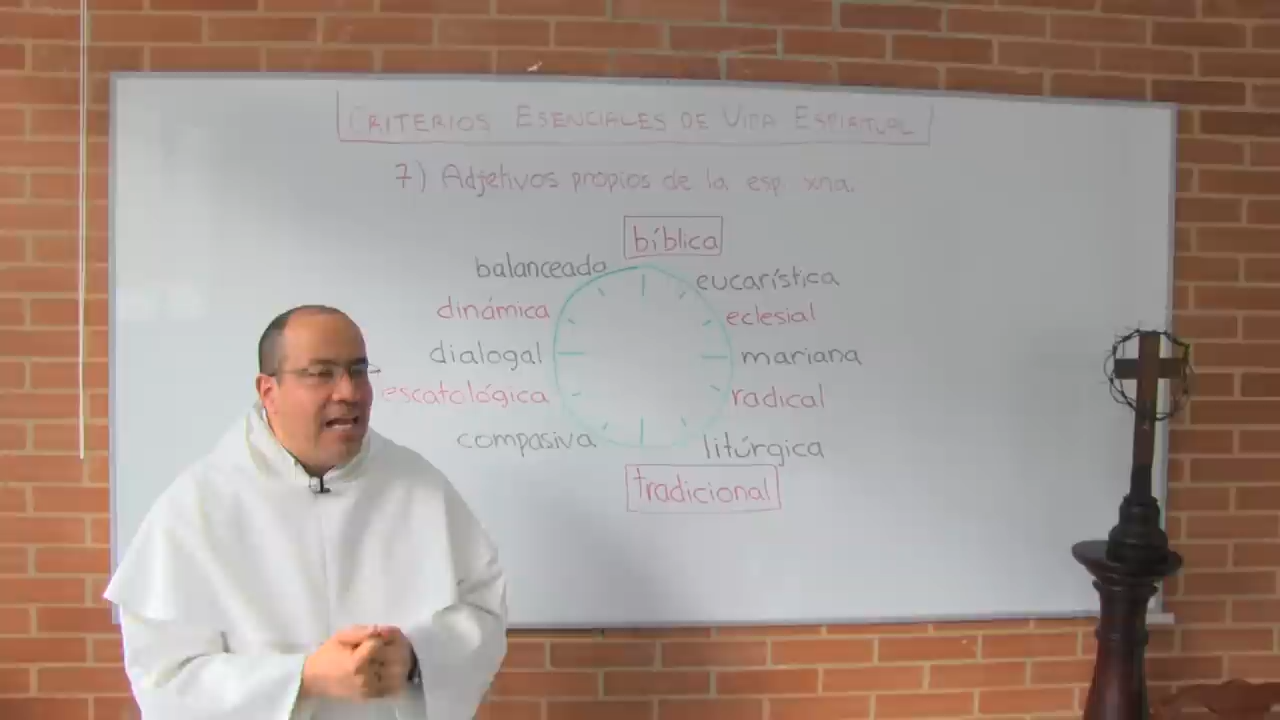 CRITERIOS ESENCIALES DE VIDA ESPIRITUAL
7) Adjetivos propios de la esp. xna.
bíblica
balanceada eucarística
dinámica eclesial
dialogal mariana
escatológica radical
compasiva litúrgica
tradicional